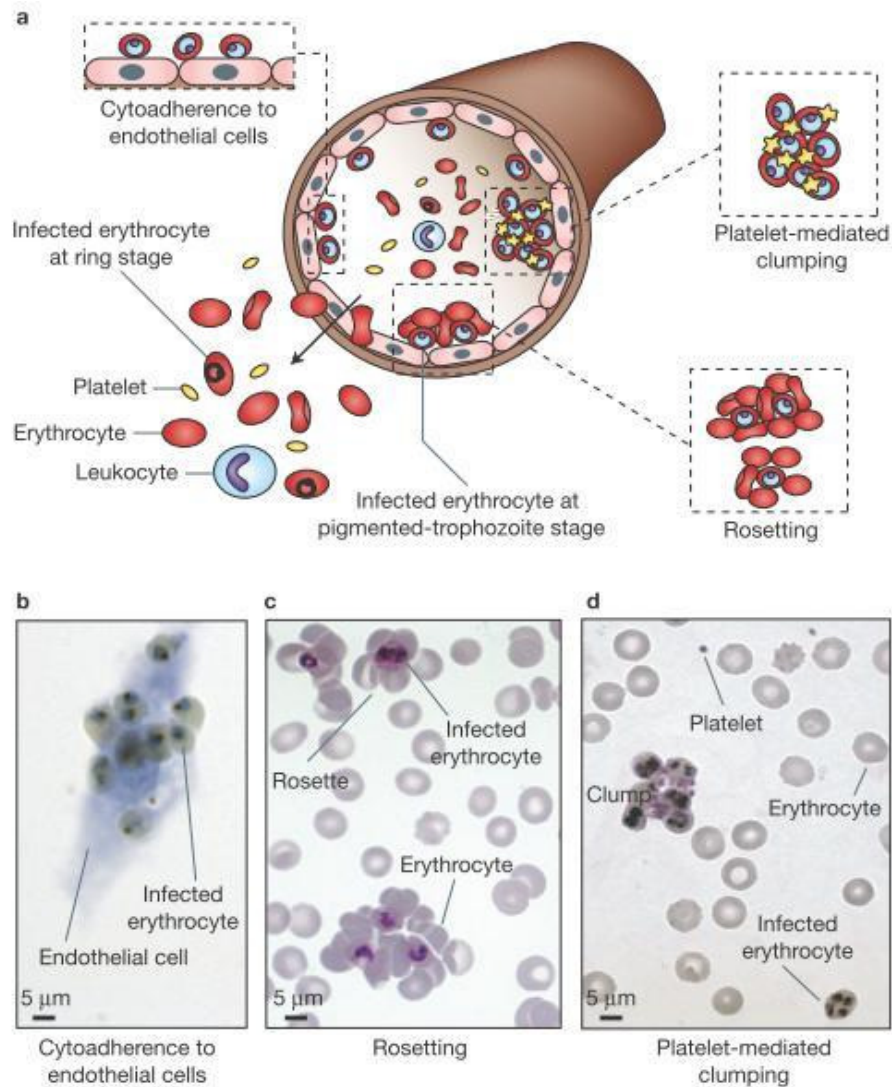 a
Cytoadherence to
endothelial cells
Infected erythrocyte
at ring stage
Platelet
Erythrocyte
Leukocyte
Infected erythrocyte at
pigmented-trophozoite stage
Platelet-mediated
clumping
Rosetting
b
Infected
erythrocyte
Endothelial cell
5 μm
Cytoadherence to
endothelial cells
c
Infected
erythrocyte
Rosette
Erythrocyte
5 μm
Rosetting
d
Platelet
Clump
Erythrocyte
Infected
erythrocyte
5 μm
Platelet-mediated
clumping